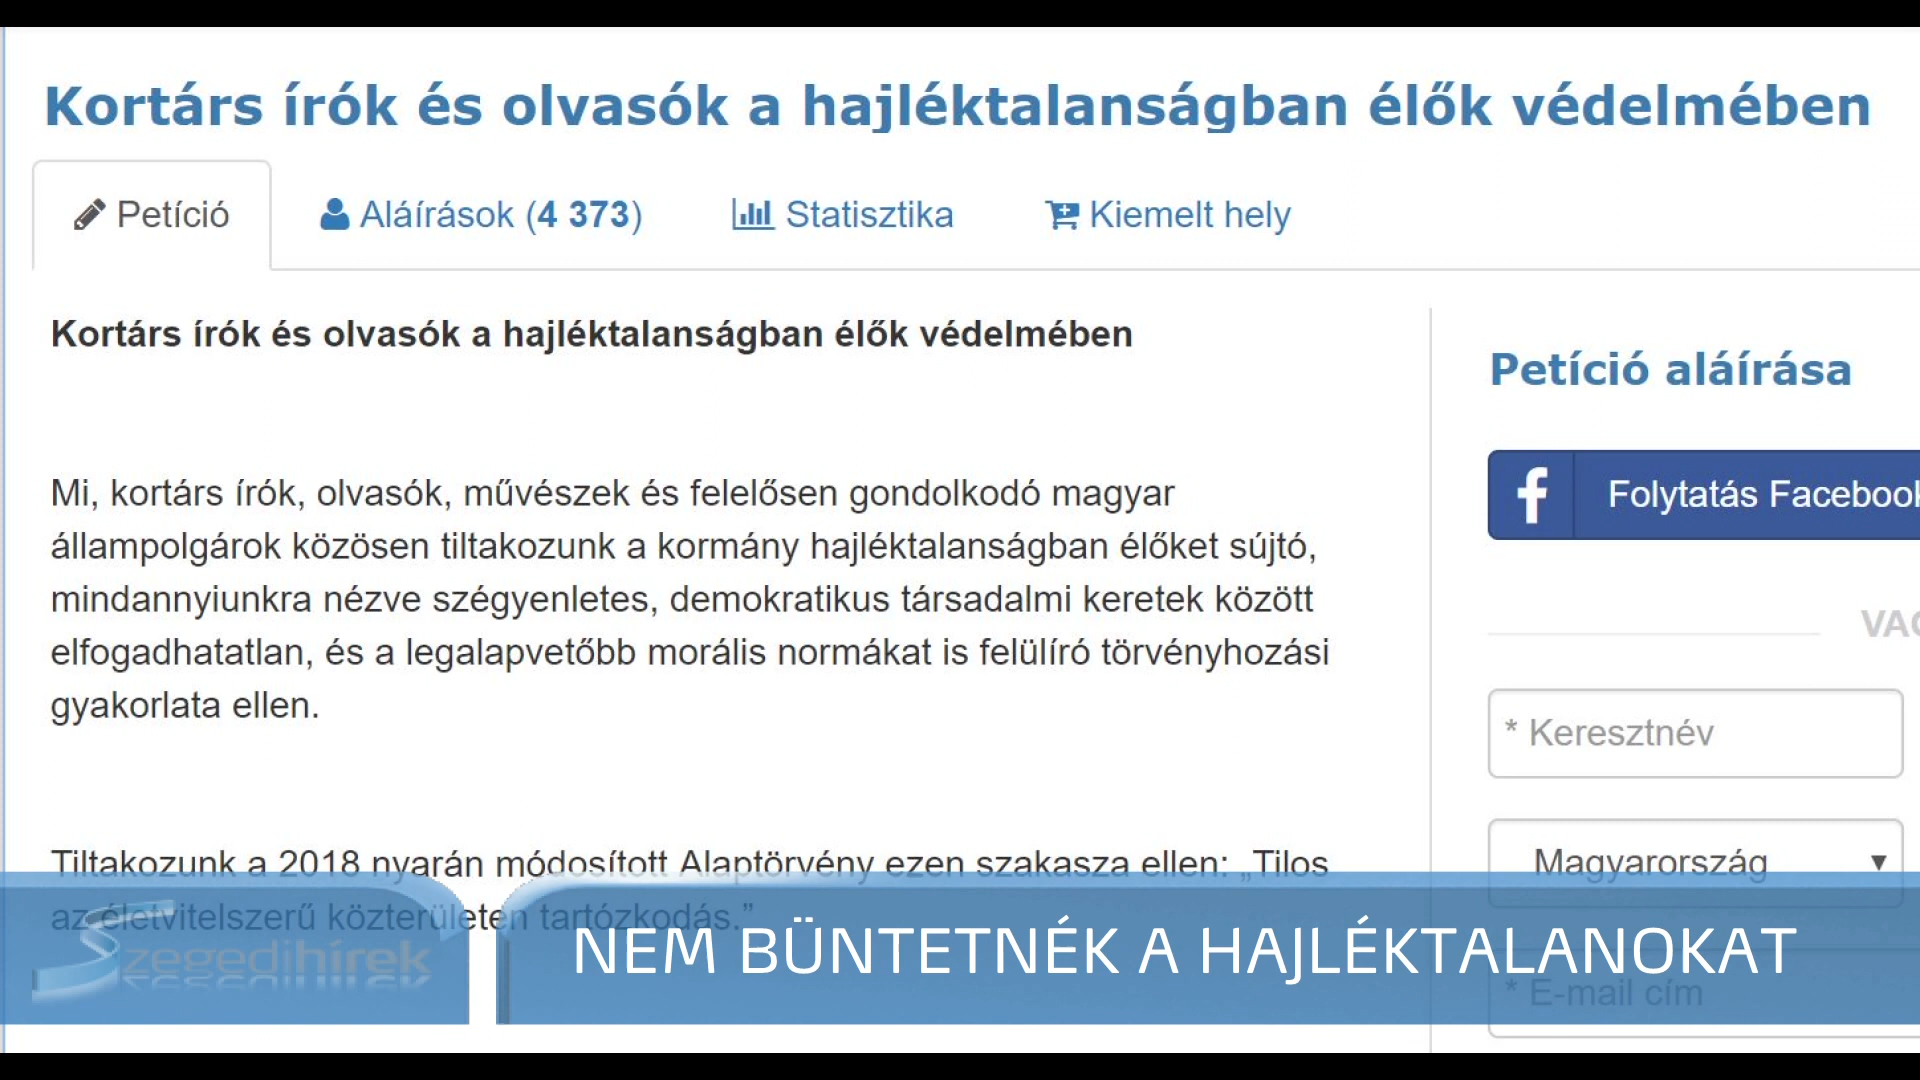 Kortárs írók és olvasók a hajléktalanságban élők védelmében
Petíció
Aláírások (4 373)
Statisztika
Kiemelt hely
Kortárs írók és olvasók a hajléktalanságban élők védelmében
Mi, kortárs írók, olvasók, művészek és felelősen gondolkodó magyar
állampolgárok közösen tiltakozunk a kormány hajléktalanságban élőket sújtó,
mindannyiunkra nézve szégyenletes, demokratikus társadalmi keretek között
elfogadhatatlan, és a legalapvetőbb morális normákat is felülíró törvényhozási
gyakorlata ellen.
Tiltakozunk a 2018 nyarán módosított Alaptörvény ezen szakasza ellen: „Tilos
az életvitelszerű közterületen tartózkodás.”
Petíció aláírása
Folytatás Facebook
* Keresztnév
Magyarország
* E-mail cím
Szegedihírek
NEM BÜNTETNÉK A HAJLÉKTALANOKAT